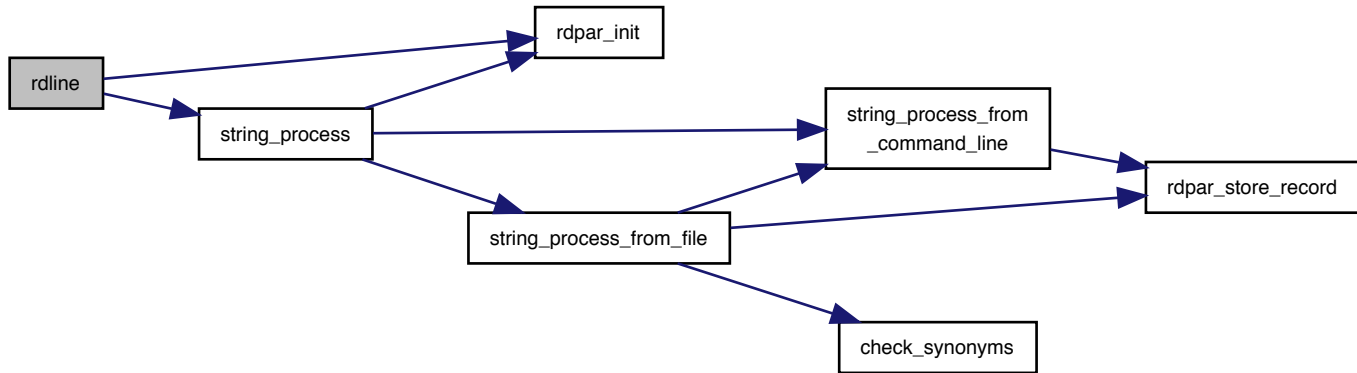 rdline
rdpar_init
string_process
string_process_from
_command_line
rdpar_store_record
string_process_from_file
check_synonyms